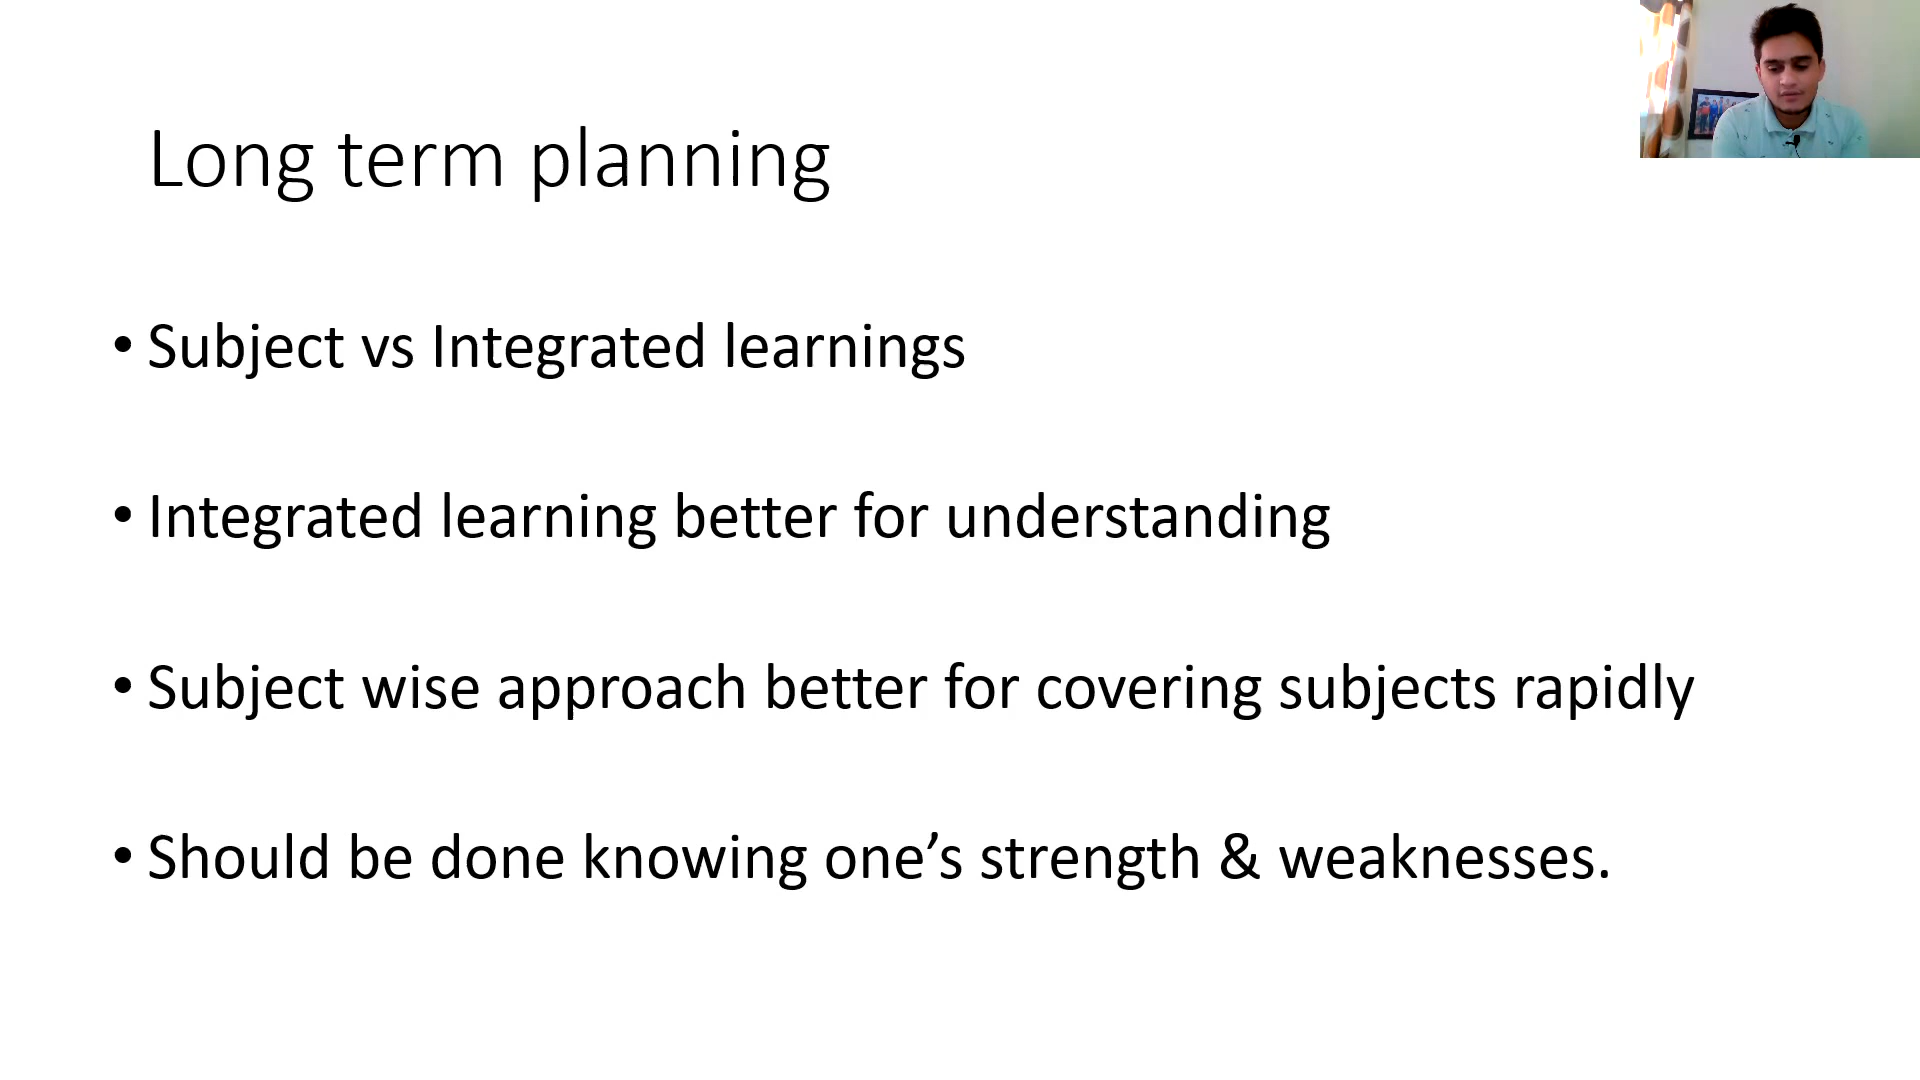 Long term planning
• Subject vs Integrated learnings
• Integrated learning better for understanding
• Subject wise approach better for covering subjects rapidly
• Should be done knowing one’s strength & weaknesses.